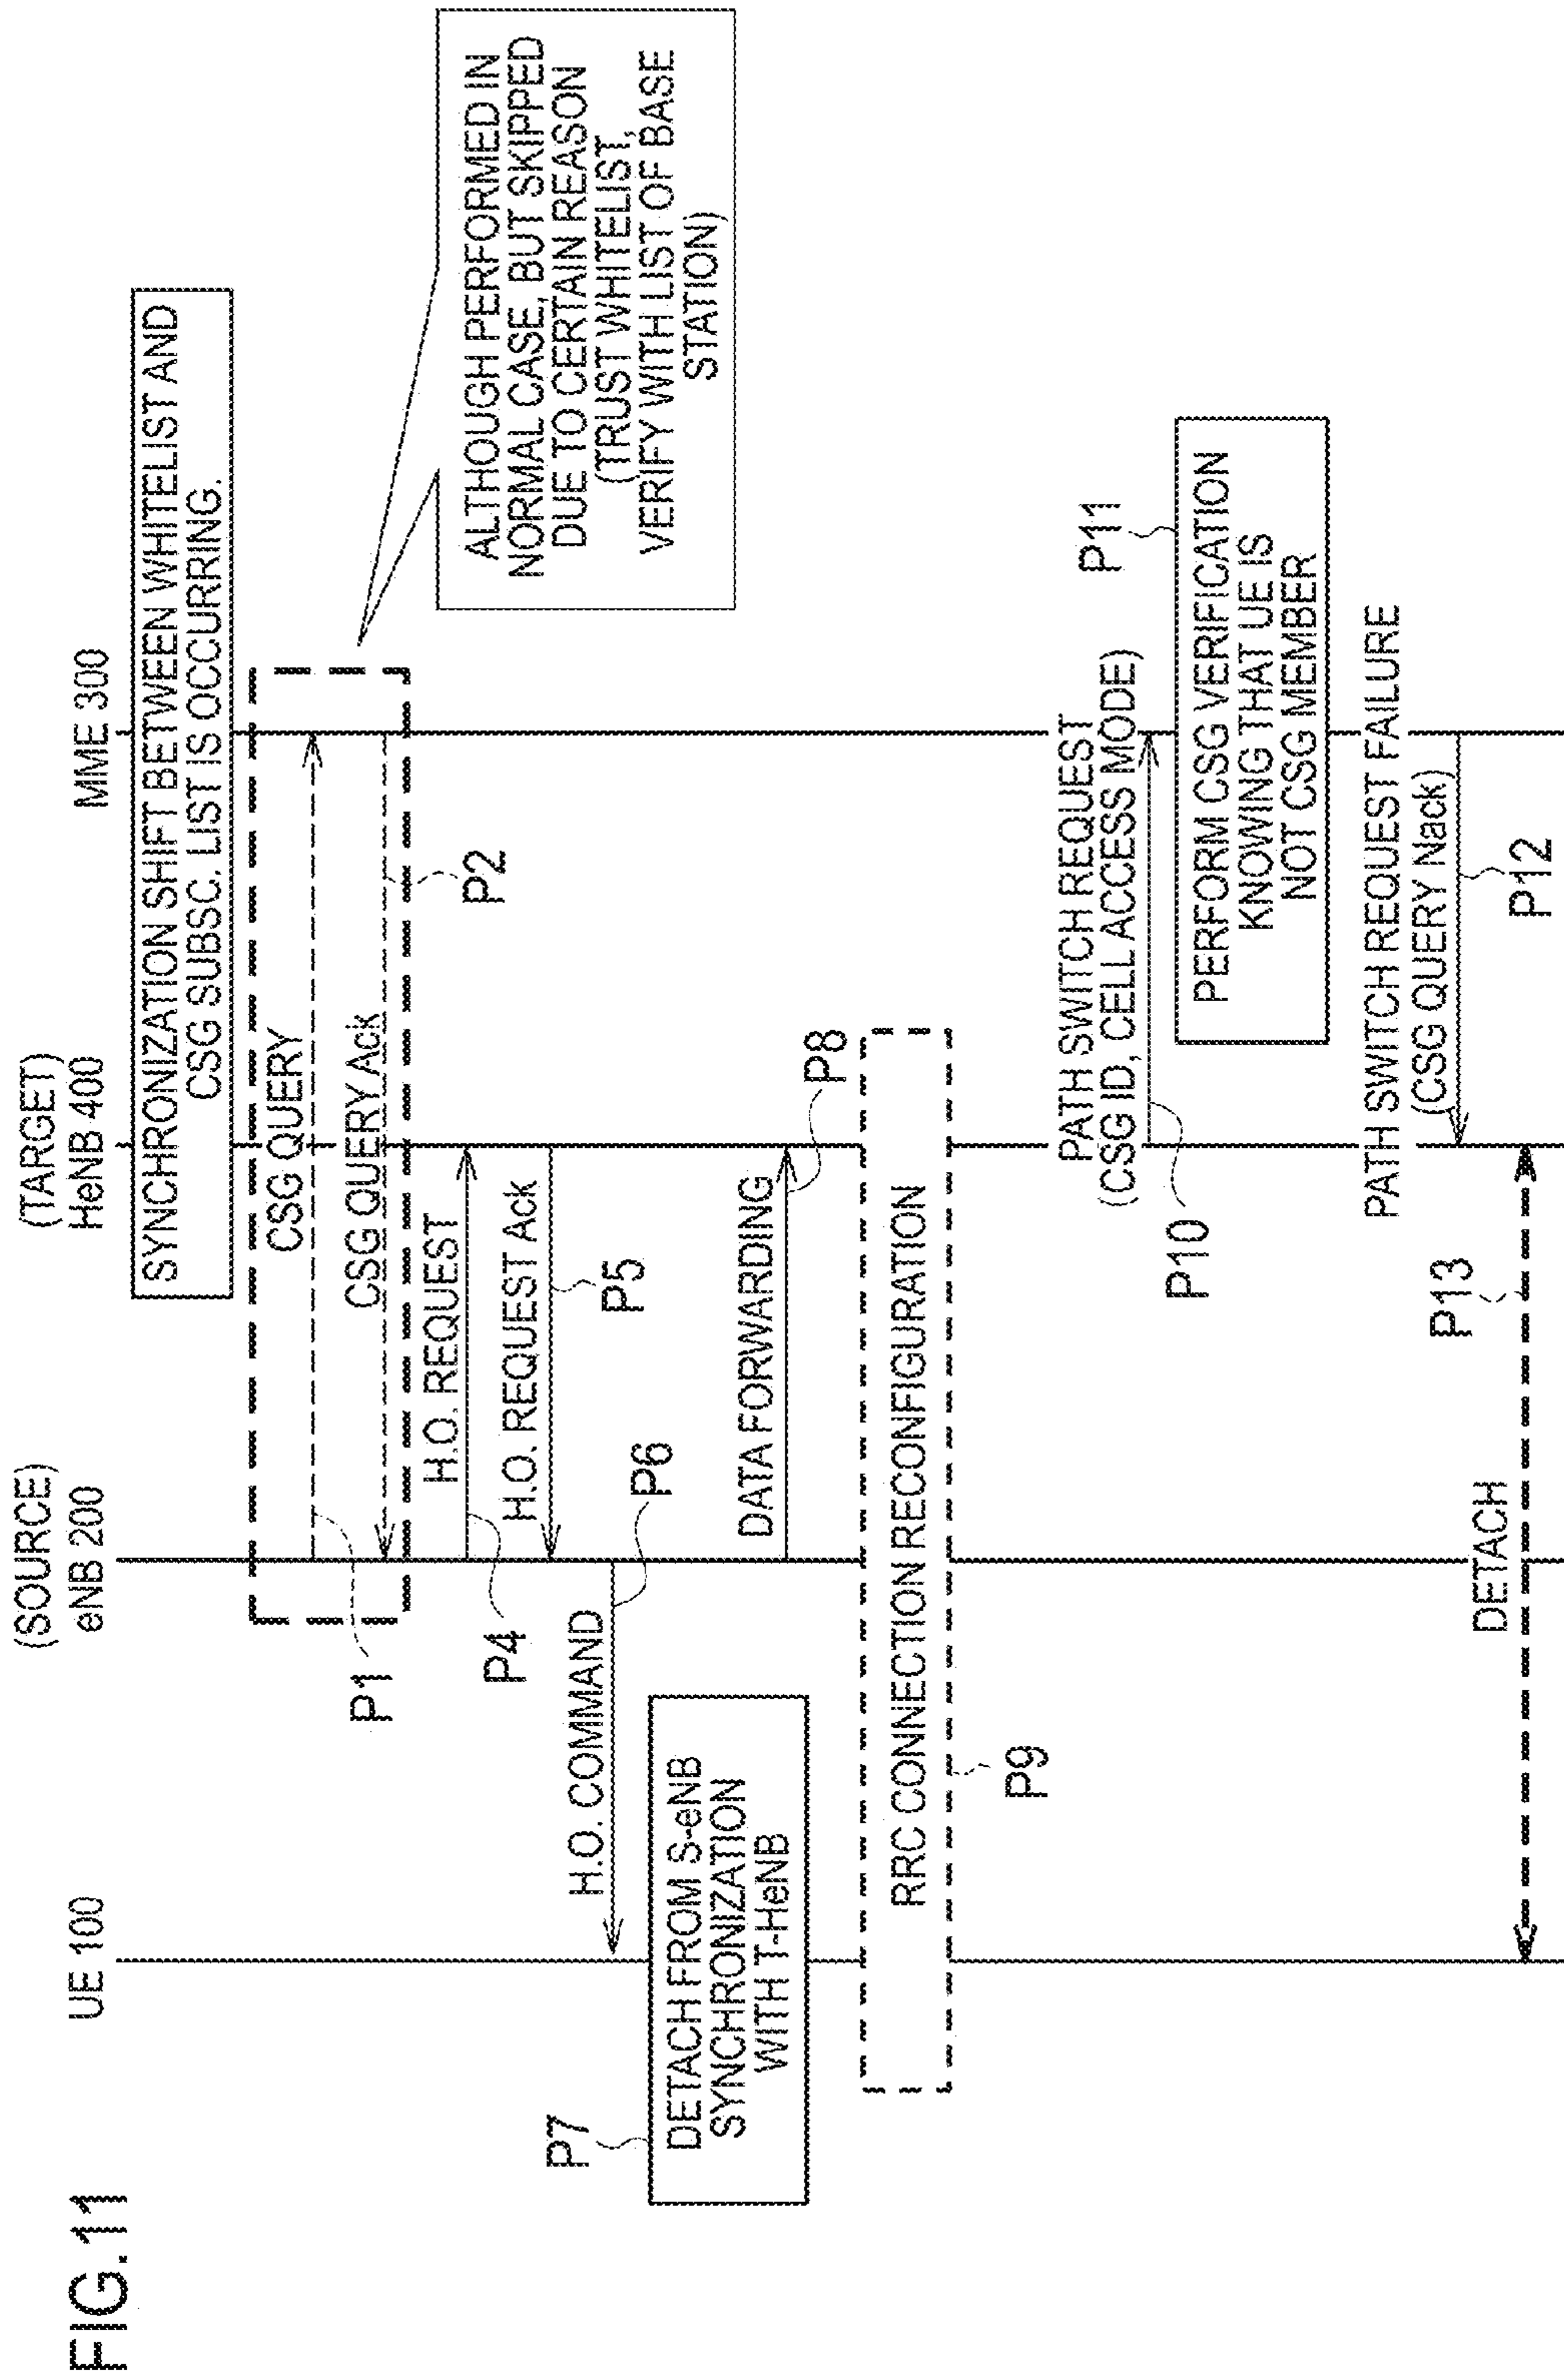 FIG.11
UE 100
(SOURCE)
eNB 200
(TARGET)
HeNB 400
MME 300
SYNCHRONIZATION SHIFT BETWEEN WHITELIST AND
CSG SUBSC. LIST IS OCCURRING.
CSG QUERY
P1
CSG QUERY Ack
P2
ALTHOUGH PERFORMED IN
NORMAL CASE, BUT SKIPPED
DUE TO CERTAIN REASON
(TRUST WHITELIST,
VERIFY WITH LIST OF BASE
STATION)
H.O. REQUEST
P4
H.O. REQUEST Ack
P5
H.O. COMMAND
P6
P7
DETACH FROM S-eNB
SYNCHRONIZATION
WITH T-HeNB
DATA FORWARDING
P8
RRC CONNECTION RECONFIGURATION
P9
PATH SWITCH REQUEST
(CSG ID, CELL ACCESS MODE)
P10
P11
PERFORM CSG VERIFICATION
KNOWING THAT UE IS
NOT CSG MEMBER
PATH SWITCH REQUEST FAILURE
(CSG QUERY Nack)
P12
DETACH
P13